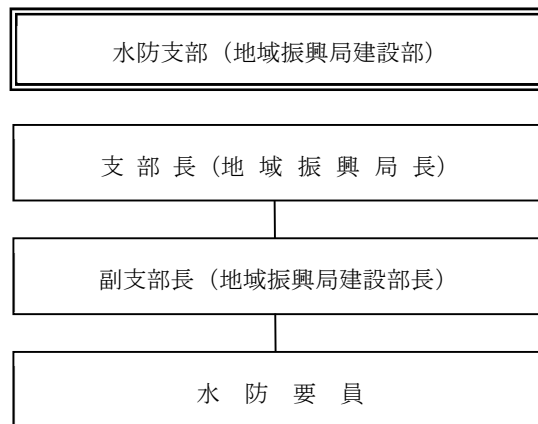 水防支部（地域振興局建設部）
支 部 長（地 域 振 興 局 長）
副支部長（地域振興局建設部長）
水 防 要 員